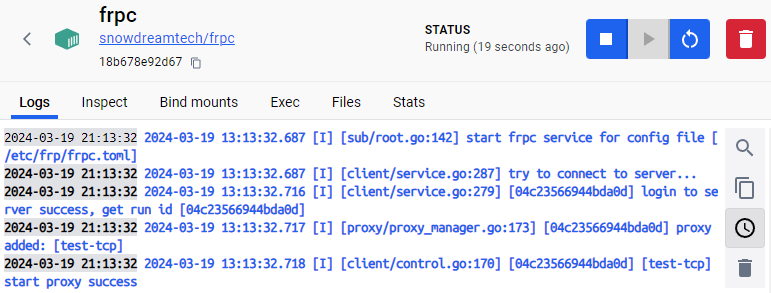 frpc
snowdreamtech/frpc
18b678e92d67
STATUS
Running (19 seconds ago)
Logs Inspect Bind mounts Exec Files Stats
2024-03-19 21:13:32 2024-03-19 13:13:32.687 [I] [sub/root.go:142] start frpc service for config file [
/etc/frp/frpc.toml]
2024-03-19 21:13:32 2024-03-19 13:13:32.687 [I] [client/service.go:287] try to connect to server...
2024-03-19 21:13:32 2024-03-19 13:13:32.716 [I] [client/service.go:279] [04c23566944bda0d] login to se
rver success, get run id [04c23566944bda0d]
2024-03-19 21:13:32 2024-03-19 13:13:32.717 [I] [proxy/proxy_manager.go:173] [04c23566944bda0d] proxy
added: [test-tcp]
2024-03-19 21:13:32 2024-03-19 13:13:32.718 [I] [client/control.go:170] [04c23566944bda0d] [test-tcp]
start proxy success